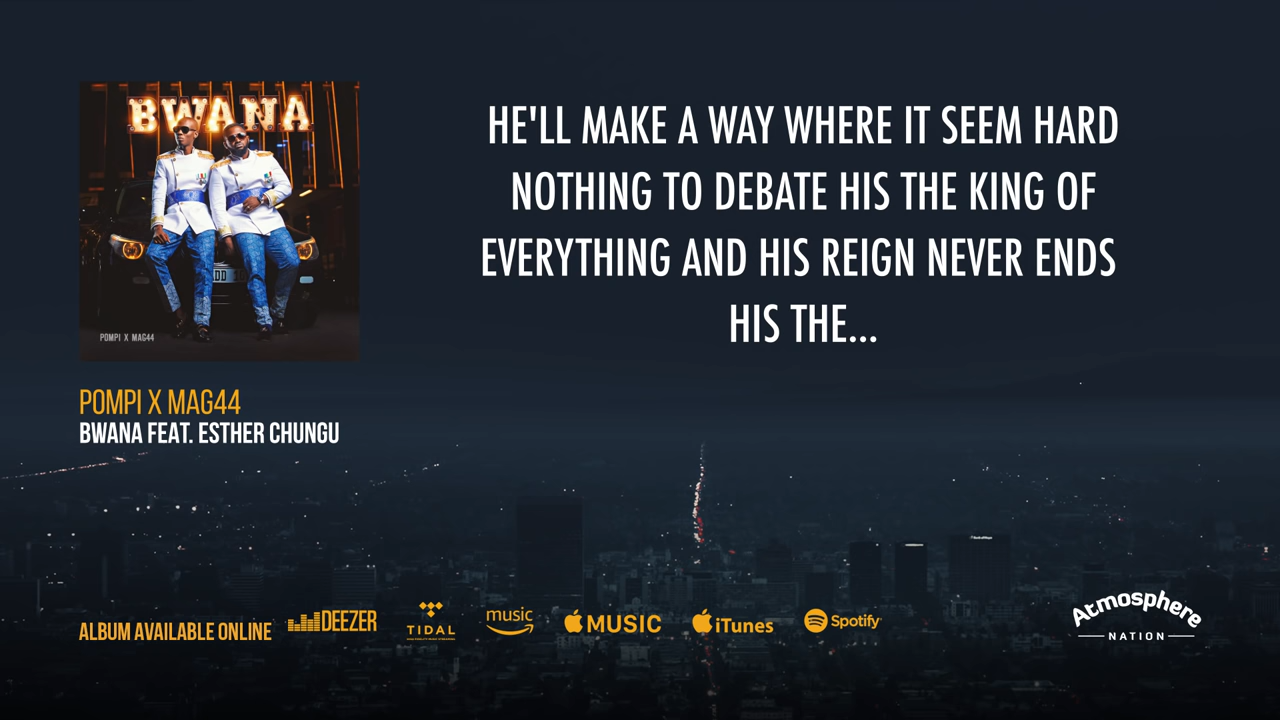 BWANA
POMPI X MAG44
POMPI X MAG44
BWANA FEAT. ESTHER CHUNGU
HE'LL MAKE A WAY WHERE IT SEEM HARD
NOTHING TO DEBATE HIS THE KING OF
EVERYTHING AND HIS REIGN NEVER ENDS
HIS THE...
ALBUM AVAILABLE ONLINE
DEEZER
TIDAL
music
MUSIC
iTunes
Spotify
Atmosphere
NATION